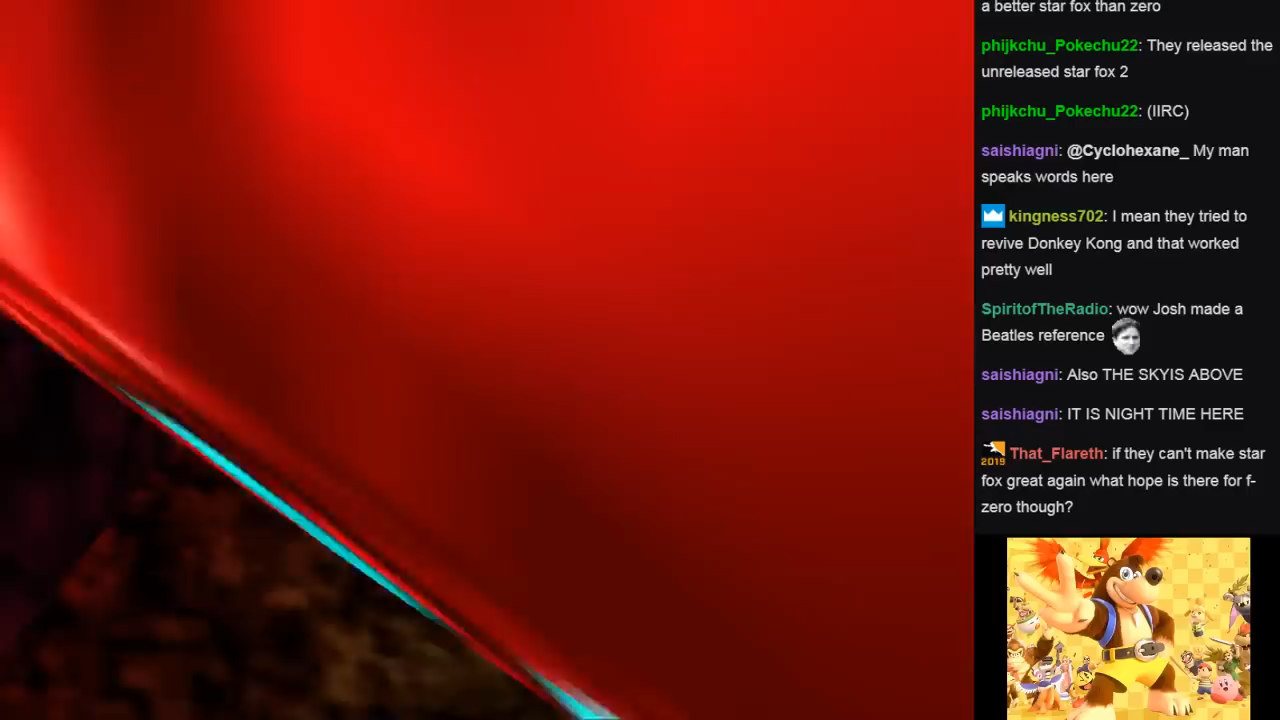 a better star fox than zero
phijkchu_Pokechu22: They released the
unreleased star fox 2
phijkchu_Pokechu22: (IIRC)
saishiagni: @Cyclohexane_ My man
speaks words here
kingness702: I mean they tried to
revive Donkey Kong and that worked
pretty well
SpiritofTheRadio: wow Josh made a
Beatles reference
saishiagni: Also THE SKYIS ABOVE
saishiagni: IT IS NIGHT TIME HERE
2019 That_Flareth: if they can't make star
fox great again what hope is there for f-
zero though?